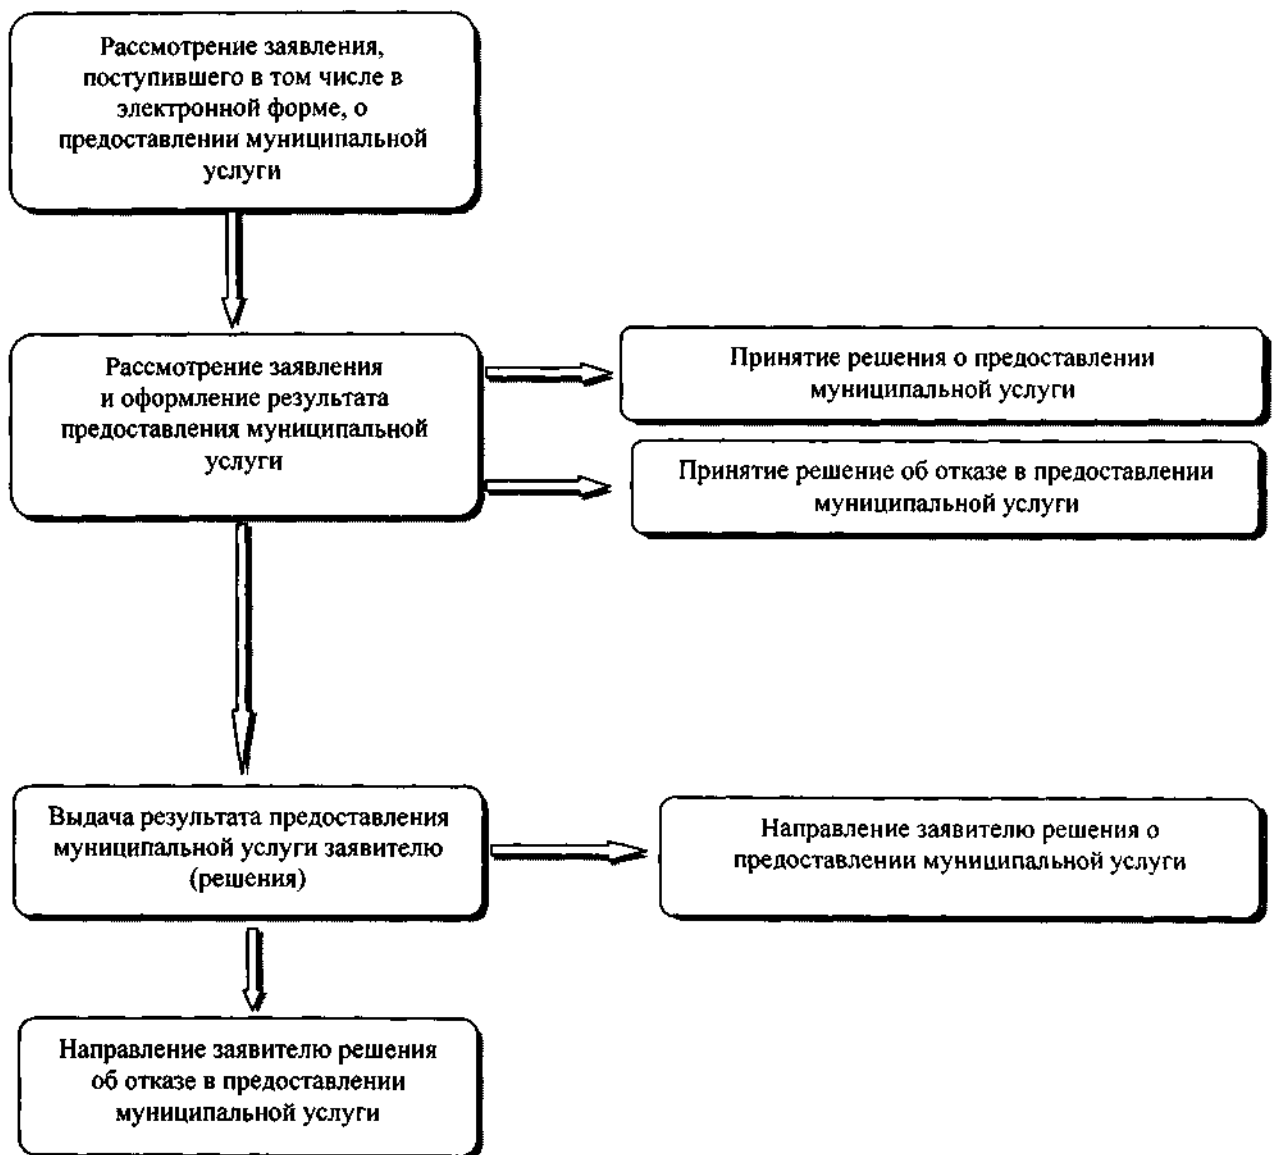 Рассмотрение заявления,
поступившего в том числе в
электронной форме, о
предоставлении муниципальной
услуги
Рассмотрение заявления
и оформление результата
предоставления муниципальной
услуги
Принятие решения о предоставлении
муниципальной услуги
Принятие решение об отказе в предоставлении
муниципальной услуги
Выдача результата предоставления
муниципальной услуги заявителю
(решения)
Направление заявителю решения о
предоставлении муниципальной услуги
Направление заявителю решения
об отказе в предоставлении
муниципальной услуги